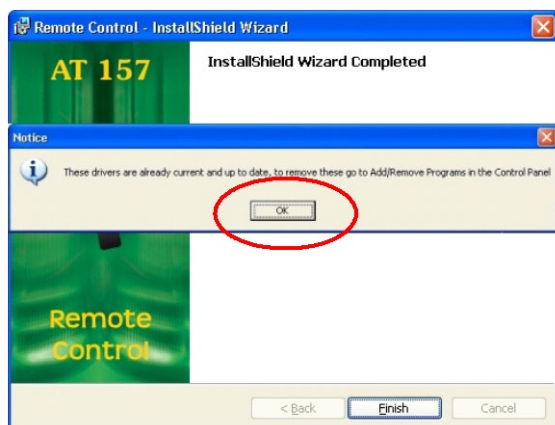 Remote Control - InstallShield Wizard
AT 157
InstallShield Wizard Completed
Notice
These drivers are already current and up to date, to remove these go to Add/Remove Programs in the Control Panel
OK
Remote
Control
< Back
Finish
Cancel